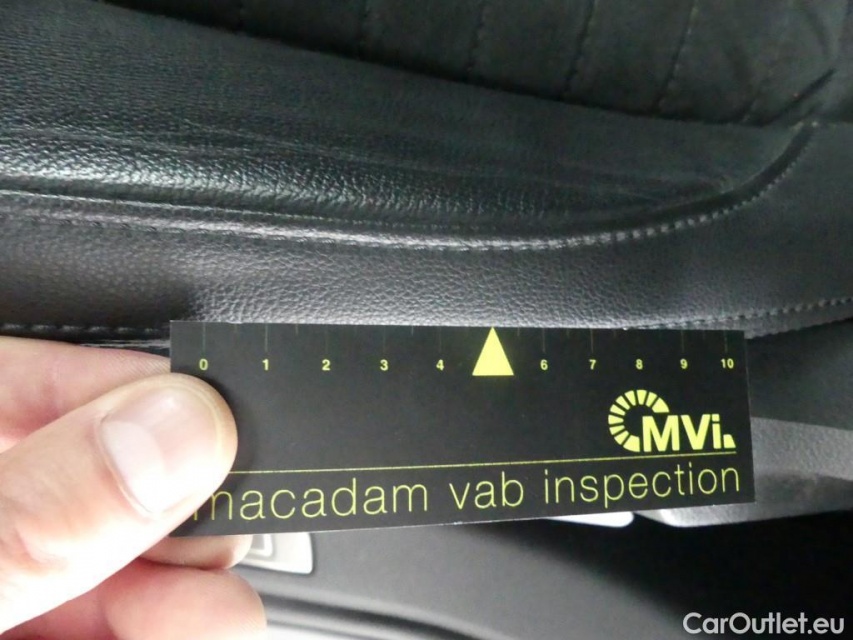 0 1 2 3 4 6 7 8 9 10
MVi.
macadam vab inspection
CarOutlet.eu